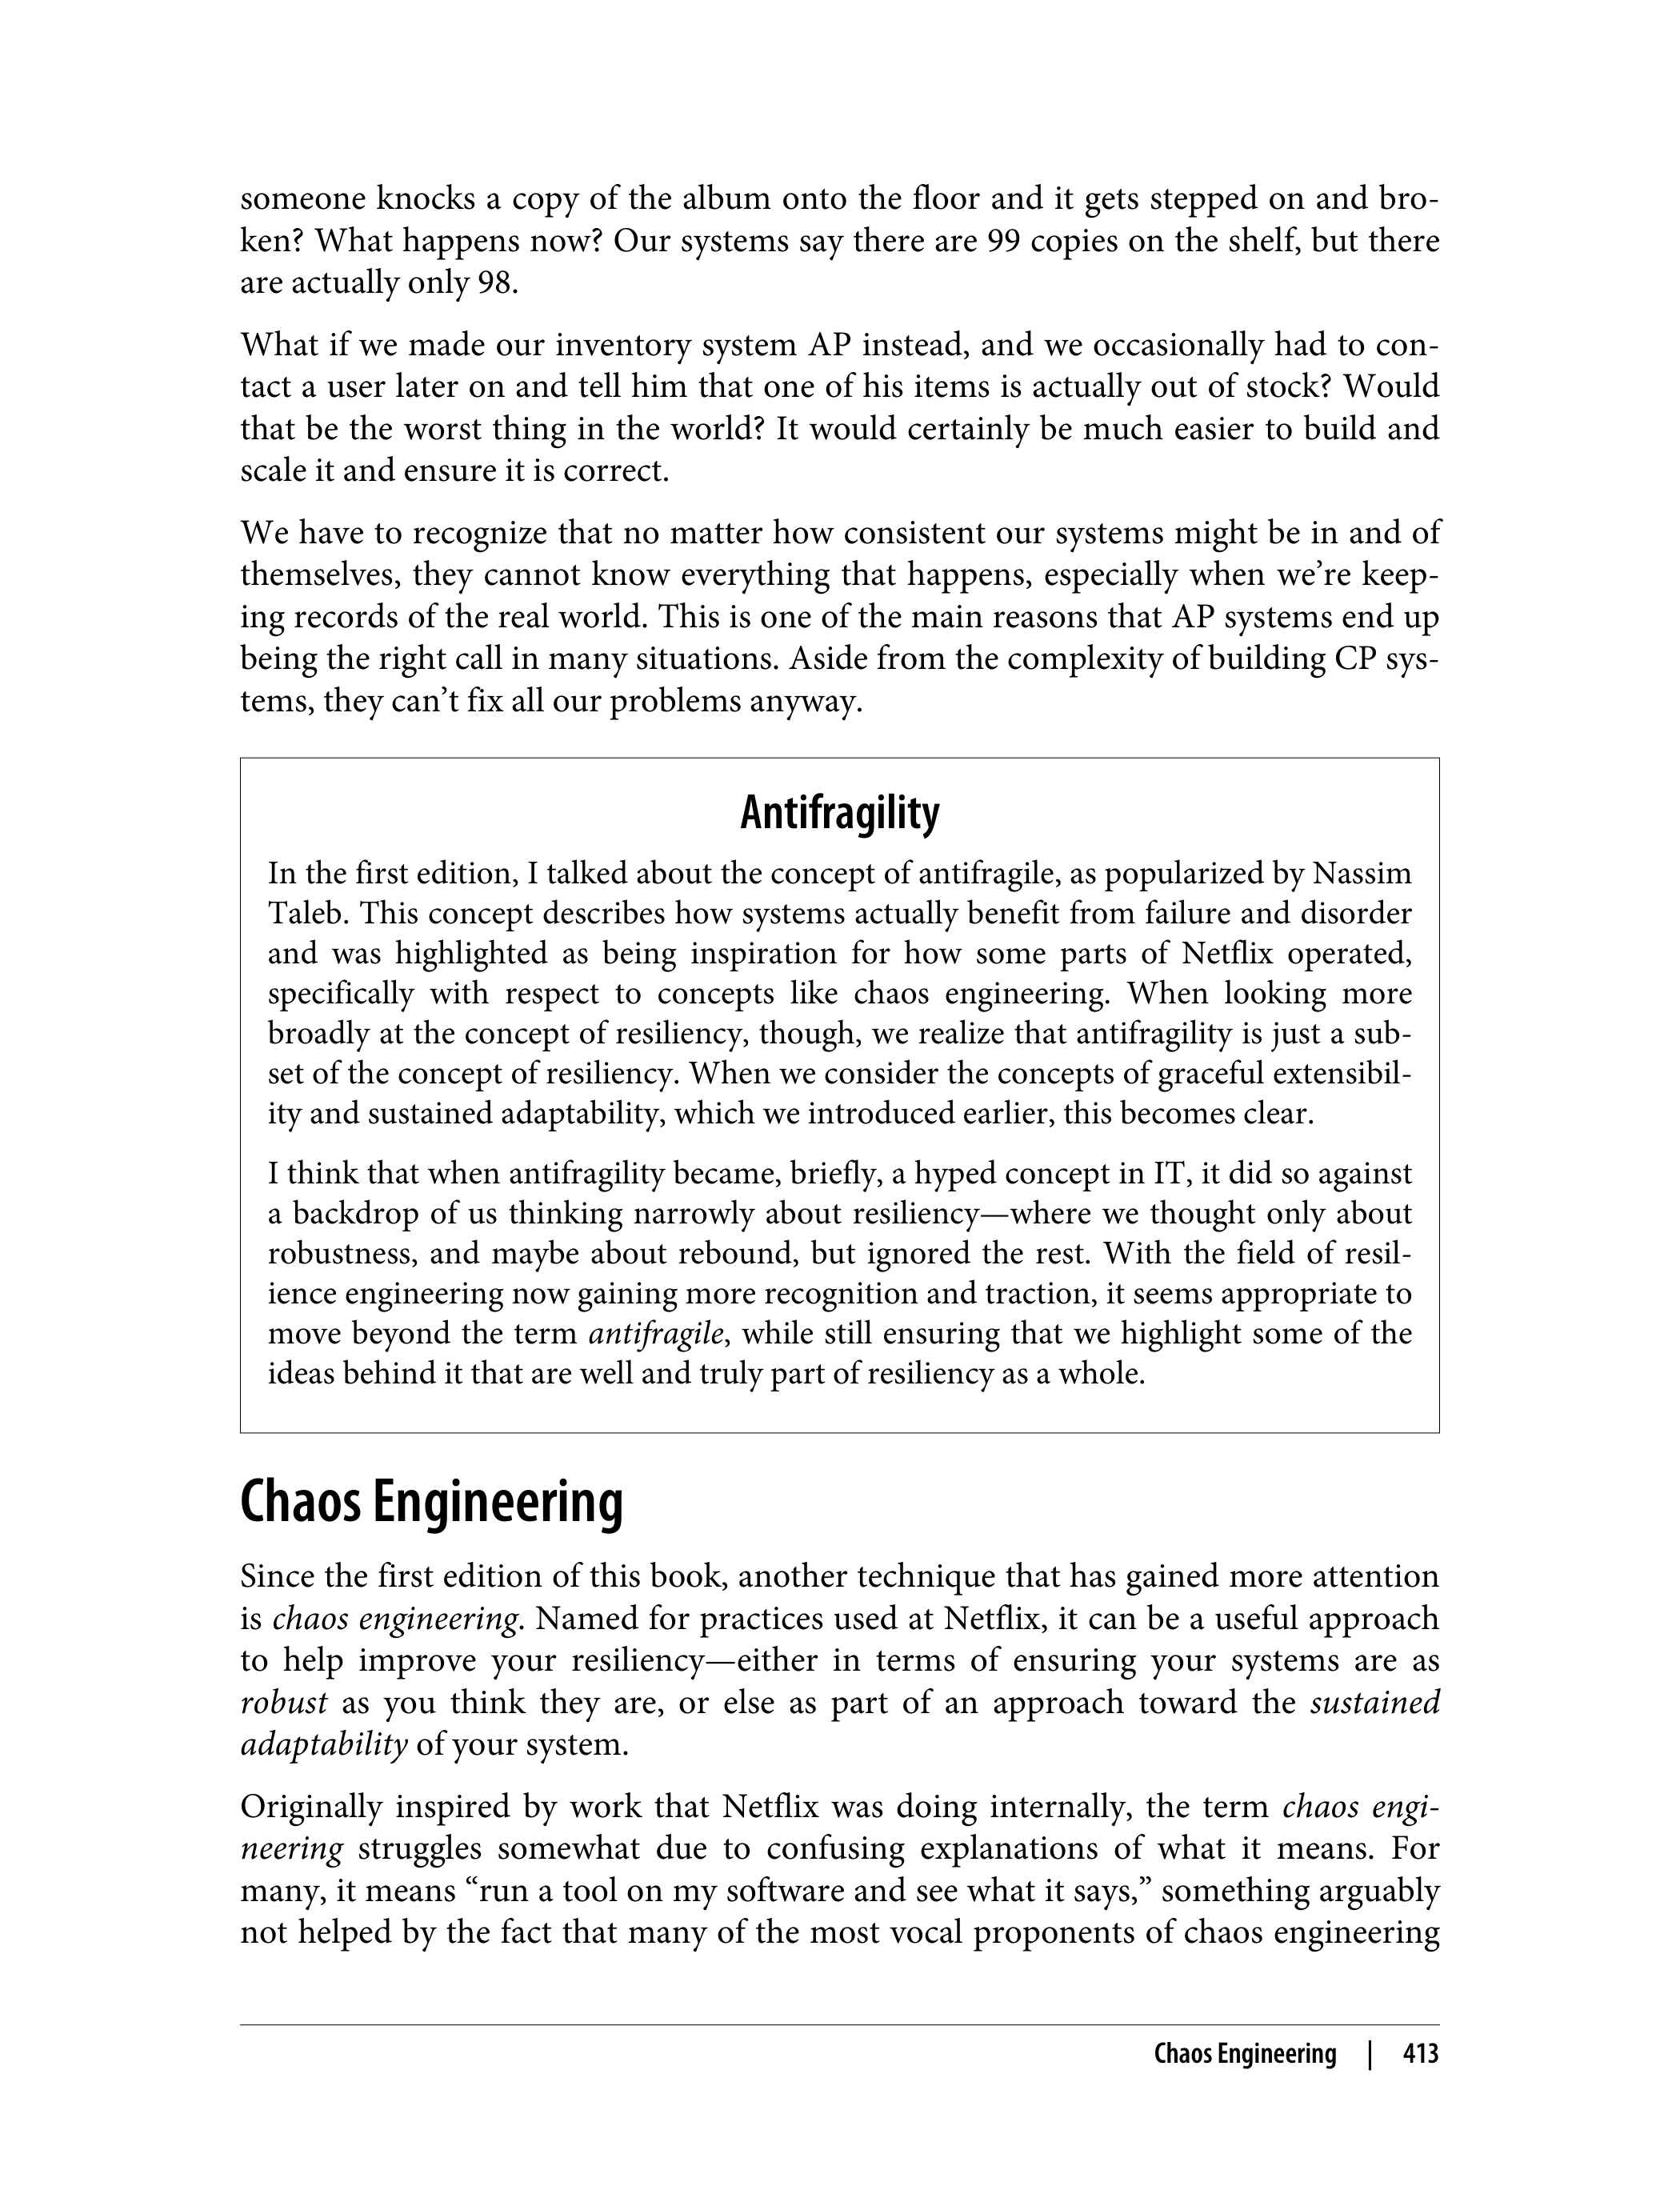 someone knocks a copy of the album onto the floor and it gets stepped on and bro-
ken? What happens now? Our systems say there are 99 copies on the shelf, but there
are actually only 98.
What if we made our inventory system AP instead, and we occasionally had to con-
tact a user later on and tell him that one of his items is actually out of stock? Would
that be the worst thing in the world? It would certainly be much easier to build and
scale it and ensure it is correct.
We have to recognize that no matter how consistent our systems might be in and of
themselves, they cannot know everything that happens, especially when we’re keep-
ing records of the real world. This is one of the main reasons that AP systems end up
being the right call in many situations. Aside from the complexity of building CP sys-
tems, they can’t fix all our problems anyway.
Antifragility
In the first edition, I talked about the concept of antifragile, as popularized by Nassim
Taleb. This concept describes how systems actually benefit from failure and disorder
and was highlighted as being inspiration for how some parts of Netflix operated,
specifically with respect to concepts like chaos engineering. When looking more
broadly at the concept of resiliency, though, we realize that antifragility is just a sub-
set of the concept of resiliency. When we consider the concepts of graceful extensibil-
ity and sustained adaptability, which we introduced earlier, this becomes clear.
I think that when antifragility became, briefly, a hyped concept in IT, it did so against
a backdrop of us thinking narrowly about resiliency—where we thought only about
robustness, and maybe about rebound, but ignored the rest. With the field of resil-
ience engineering now gaining more recognition and traction, it seems appropriate to
move beyond the term antifragile, while still ensuring that we highlight some of the
ideas behind it that are well and truly part of resiliency as a whole.
Chaos Engineering
Since the first edition of this book, another technique that has gained more attention
is chaos engineering. Named for practices used at Netflix, it can be a useful approach
to help improve your resiliency—either in terms of ensuring your systems are as
robust as you think they are, or else as part of an approach toward the sustained
adaptability of your system.
Originally inspired by work that Netflix was doing internally, the term chaos engi-
neering struggles somewhat due to confusing explanations of what it means. For
many, it means “run a tool on my software and see what it says,” something arguably
not helped by the fact that many of the most vocal proponents of chaos engineering
Chaos Engineering | 413